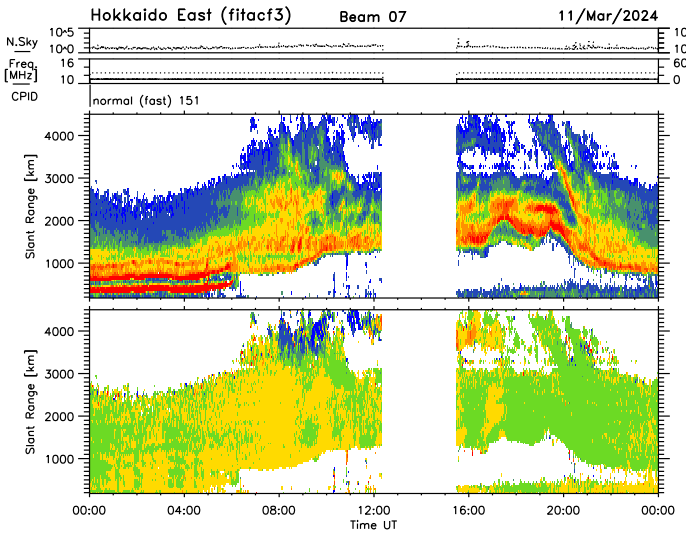 Hokkaido East (fitacf3) Beam 07 11/Mar/2024
N.Sky 10^5 10^0 10 10
Freq. [MHz] 16 10 60 0
CPID normal (fast) 151
Slant Range [km] 4000 3000 2000 1000
Slant Range [km] 4000 3000 2000 1000
00:00 04:00 08:00 12:00 16:00 20:00 00:00
Time UT